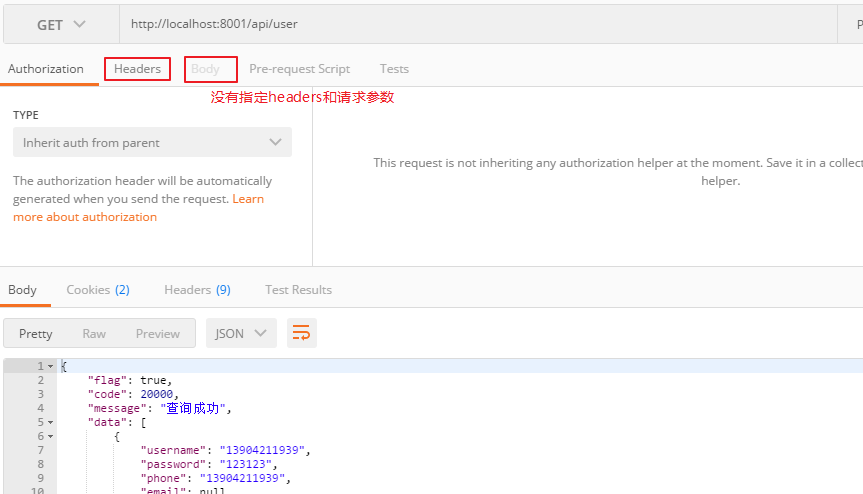 GET http://localhost:8001/api/user P
Authorization Headers Body Pre-request Script Tests
没有指定headers和请求参数
TYPE
Inherit auth from parent
The authorization header will be automatically
generated when you send the request. Learn
more about authorization
This request is not inheriting any authorization helper at the moment. Save it in a collect
helper.
Body Cookies (2) Headers (9) Test Results
Pretty Raw Preview JSON
1 {
2 "flag": true,
3 "code": 20000,
4 "message": "查询成功",
5 "data": [
6 {
7 "username": "13904211939",
8 "password": "123123",
9 "phone": "13904211939",
10 "email": null